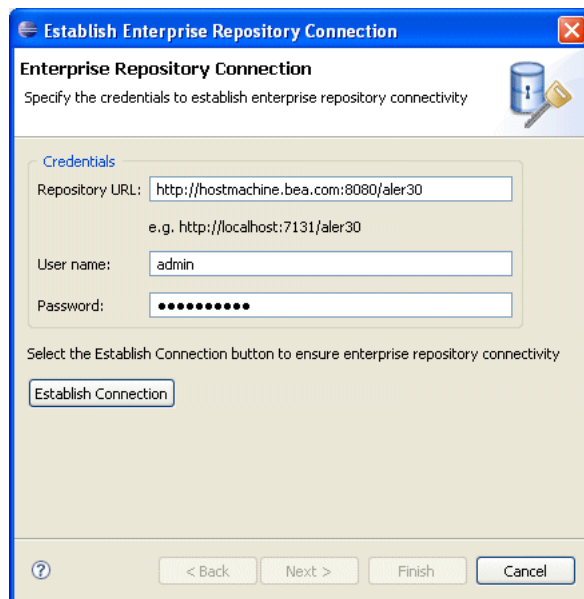 Establish Enterprise Repository Connection
Enterprise Repository Connection
Specify the credentials to establish enterprise repository connectivity
Credentials
Repository URL: http://hostmachine.bea.com:8080/aler30
e.g. http://localhost:7131/aler30
User name: admin
Password: ●●●●●●●●●●
Select the Establish Connection button to ensure enterprise repository connectivity
Establish Connection
? < Back Next > Finish Cancel